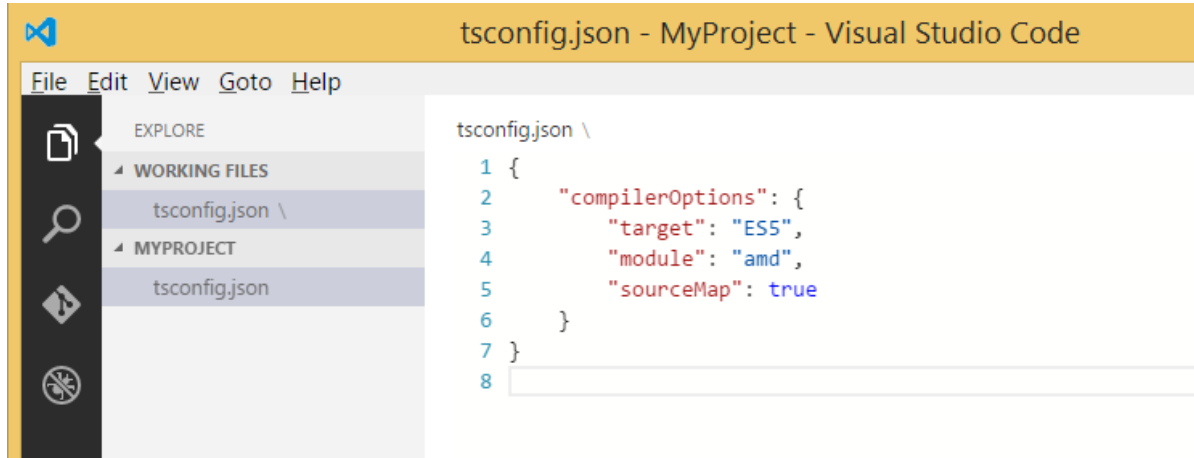 tsconfig.json - MyProject - Visual Studio Code
File Edit View Goto Help
EXPLORE
WORKING FILES
tsconfig.json \
MYPROJECT
tsconfig.json
tsconfig.json \
1 {
2     "compilerOptions": {
3         "target": "ES5",
4         "module": "amd",
5         "sourceMap": true
6     }
7 }
8